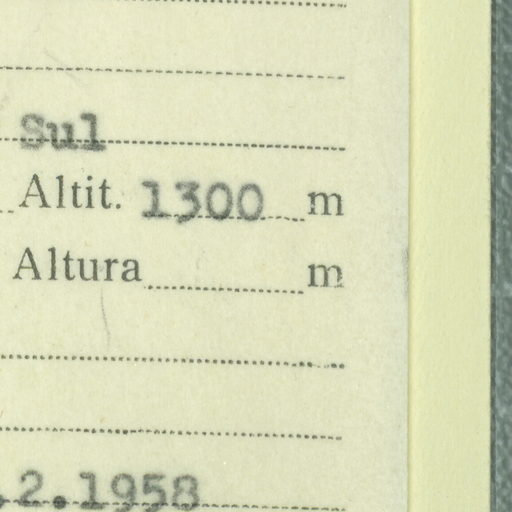 Sul
Altit. 1300 m
Altura m
.2.1958